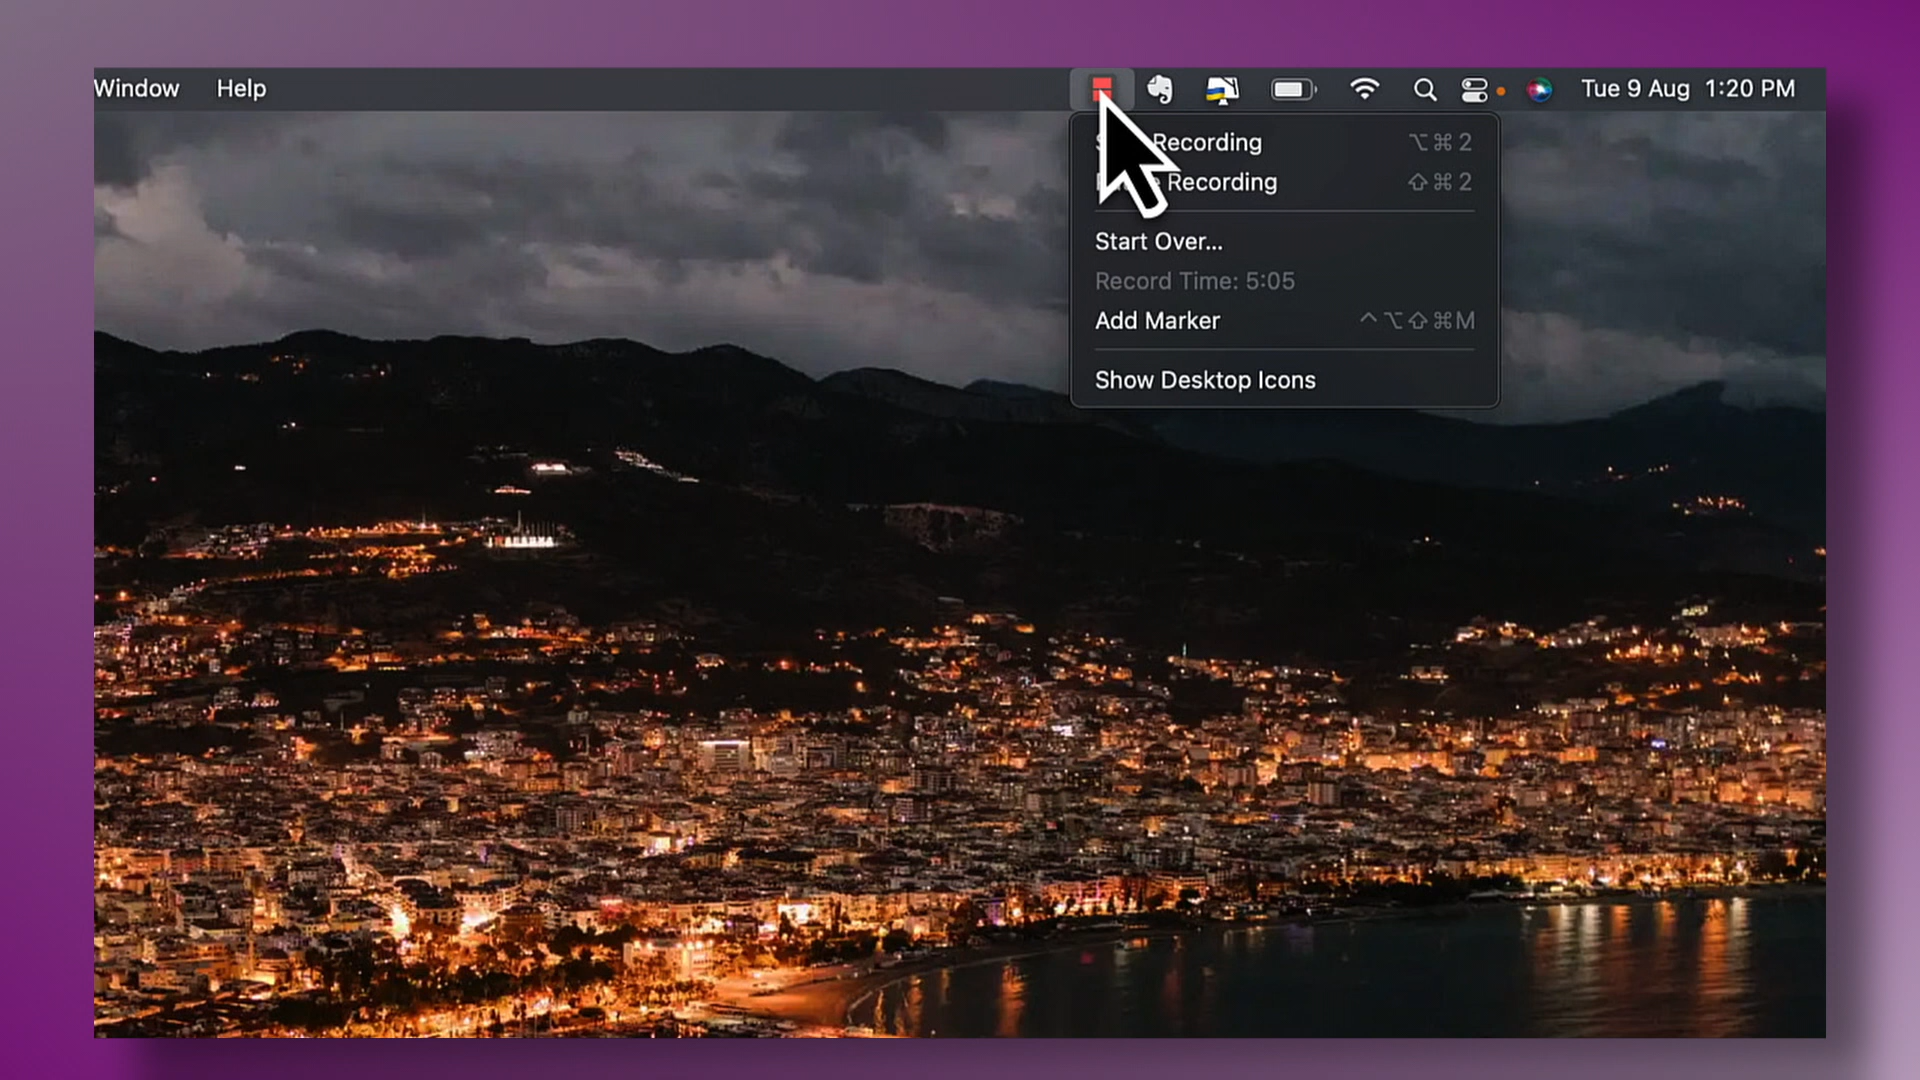 Window Help Tue 9 Aug 1:20 PM
Recording ⌥⌘2
Recording ⇧⌘2
Start Over...
Record Time: 5:05
Add Marker ^⌥⇧⌘M
Show Desktop Icons